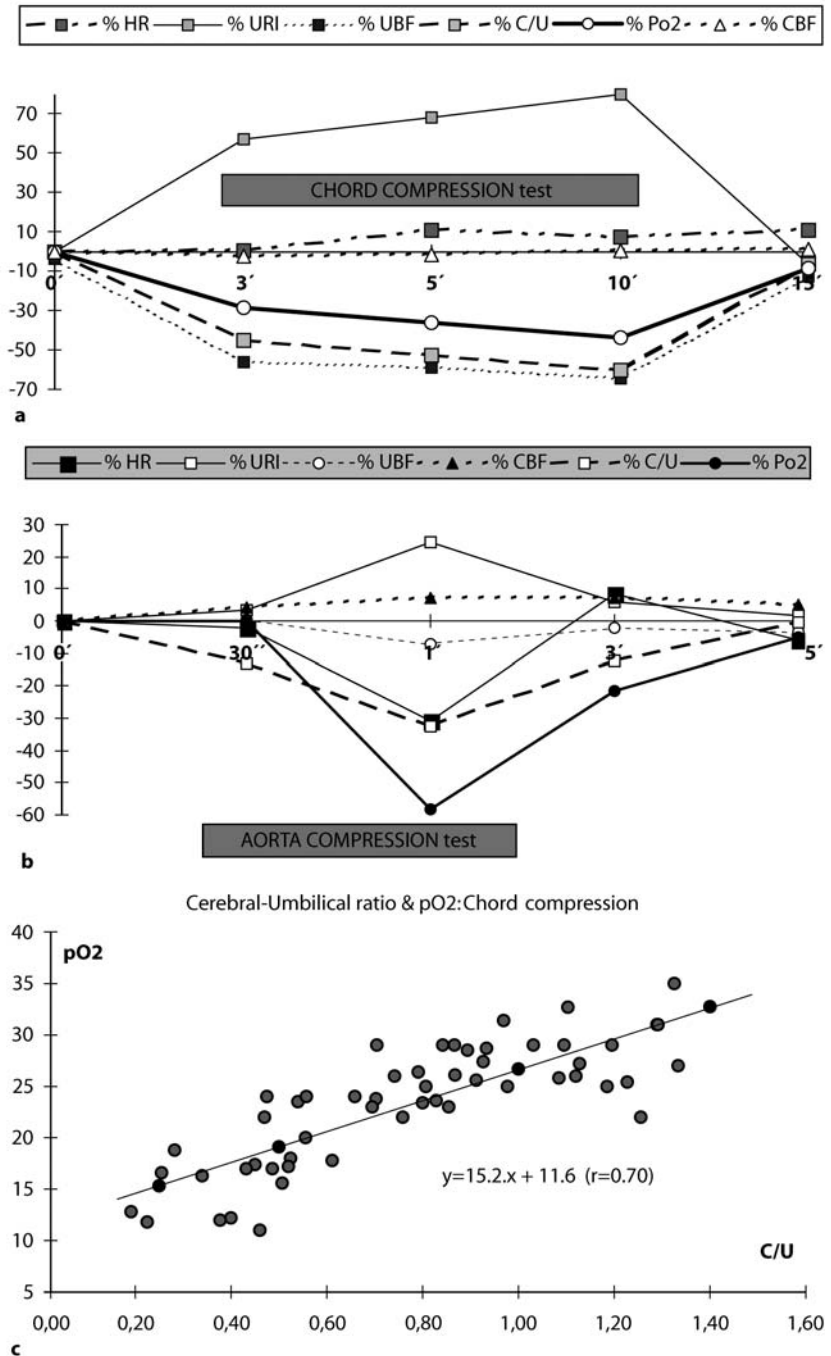 % HR % URI % UBF % C/U % Po2 % CBF
70
50
30
10
-10
-30
-50
-70
CHORD COMPRESSION test
0´ 3´ 5´ 10´ 15´
a
% HR % URI % UBF % CBF % C/U % Po2
30
20
10
0
-10
-20
-30
-40
-50
-60
0´ 30´´ 1´ 3´ 5´
AORTA COMPRESSION test
b
Cerebral-Umbilical ratio & pO2:Chord compression
40
35
30
25
20
15
10
5
pO2
y=15.2.x + 11.6 (r=0.70)
C/U
0,00 0,20 0,40 0,60 0,80 1,00 1,20 1,40 1,60
c